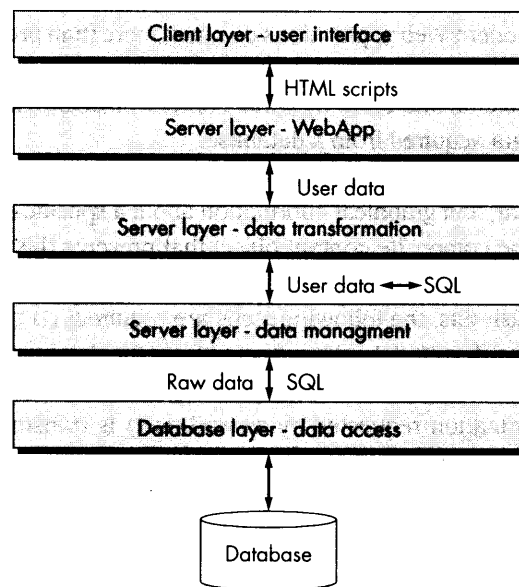 Client layer - user interface
HTML scripts
Server layer - WebApp
User data
Server layer - data transformation
User data SQL
Server layer - data managment
Raw data SQL
Database layer - data access
Database